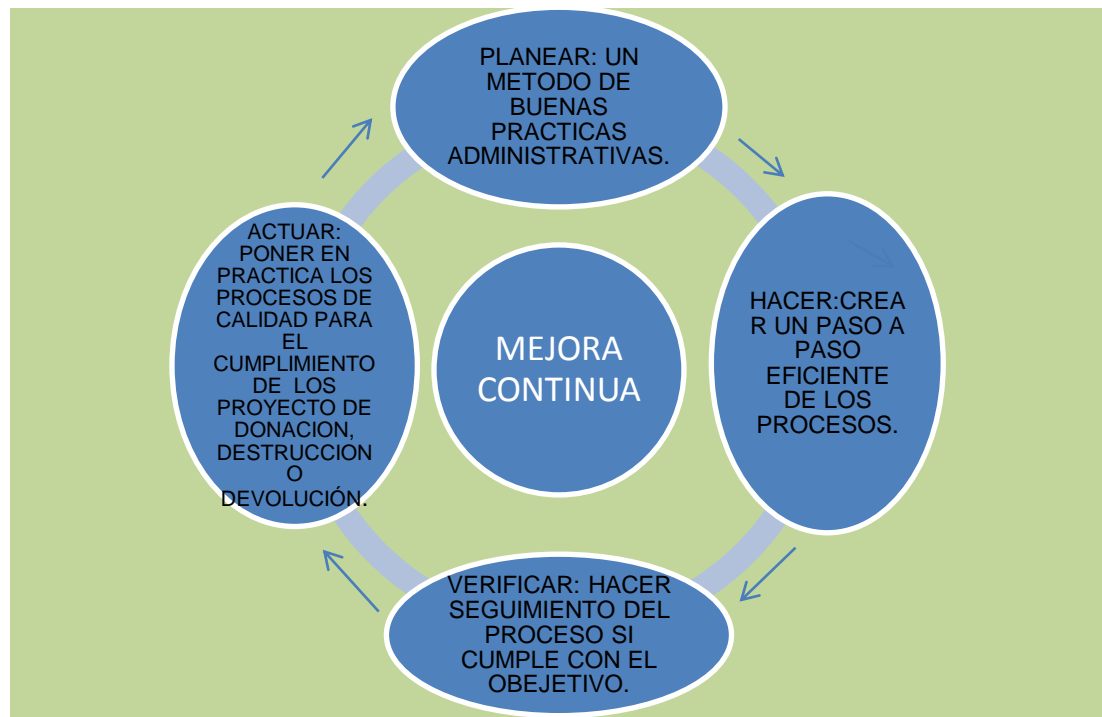 PLANEAR: UN
METODO DE
BUENAS
PRACTICAS
ADMINISTRATIVAS.
HACER:CREA
R UN PASO A
PASO
EFICIENTE
DE LOS
PROCESOS.
VERIFICAR: HACER
SEGUIMIENTO DEL
PROCESO SI
CUMPLE CON EL
OBEJETIVO.
ACTUAR:
PONER EN
PRACTICA LOS
PROCESOS DE
CALIDAD PARA
EL
CUMPLIMIENTO
DE LOS
PROYECTO DE
DONACION,
DESTRUCCION
O
DEVOLUCIÓN.
MEJORA
CONTINUA